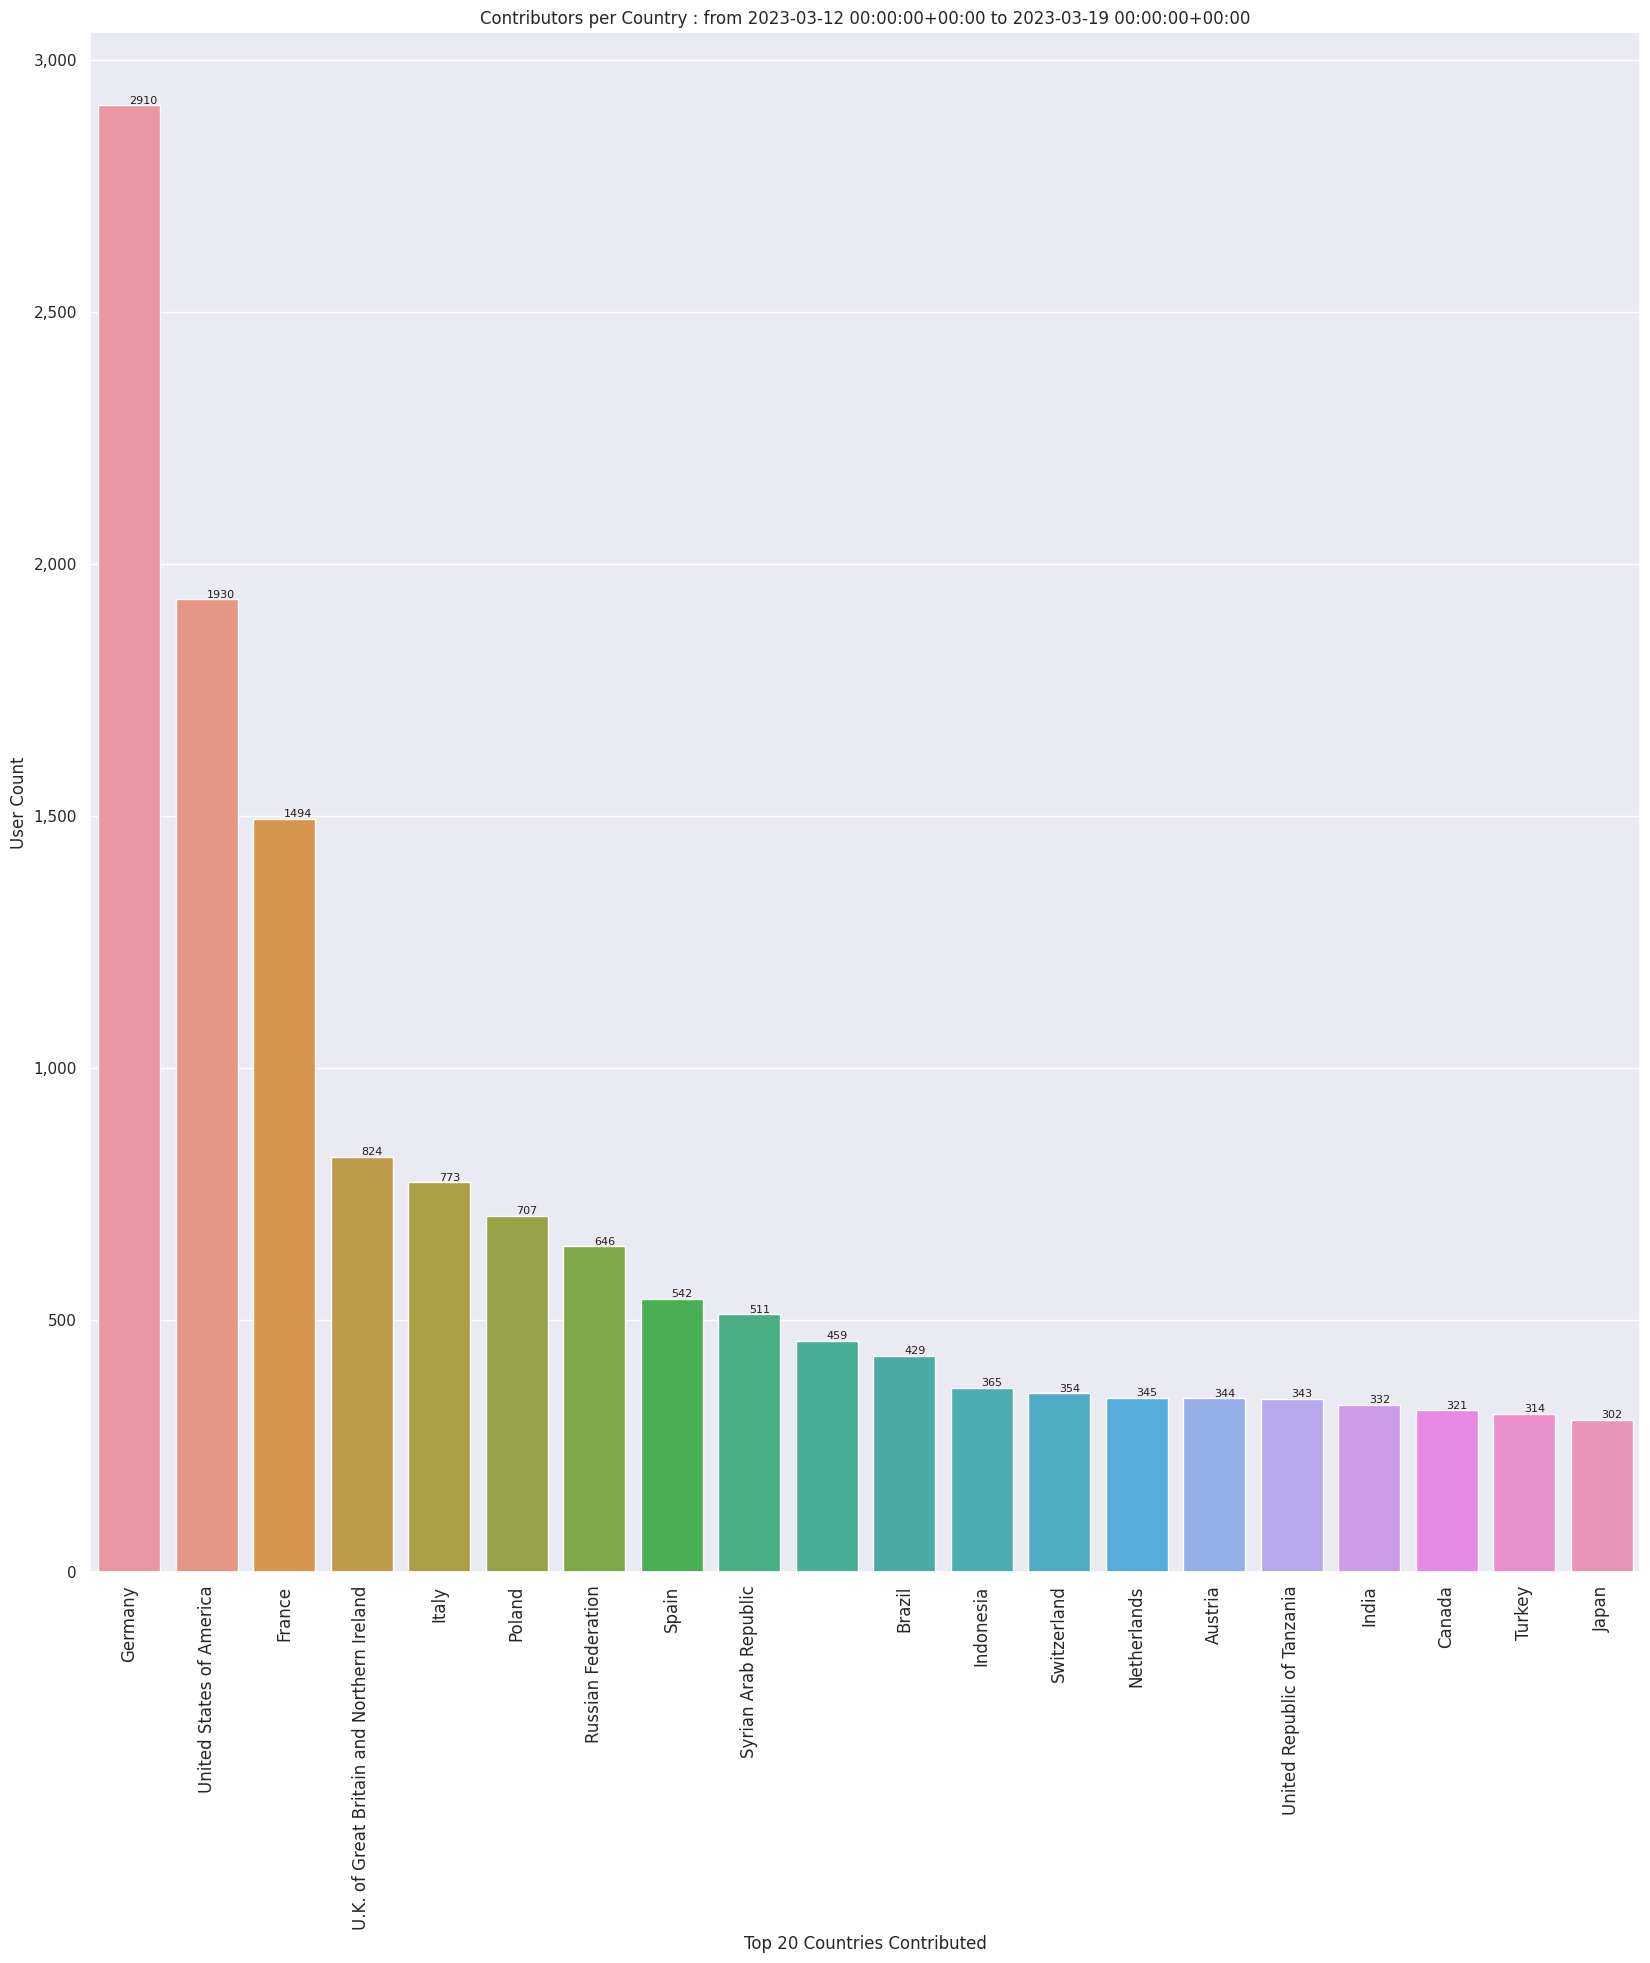 Contributors per Country : from 2023-03-12 00:00:00+00:00 to 2023-03-19 00:00:00+00:00
User Count
3,000
2,500
2,000
1,500
1,000
500
0
2910
1930
1494
824
773
707
646
542
511
459
429
365
354
345
344
343
332
321
314
302
Germany
United States of America
France
U.K. of Great Britain and Northern Ireland
Italy
Poland
Russian Federation
Spain
Syrian Arab Republic
Brazil
Indonesia
Switzerland
Netherlands
Austria
United Republic of Tanzania
India
Canada
Turkey
Japan
Top 20 Countries Contributed